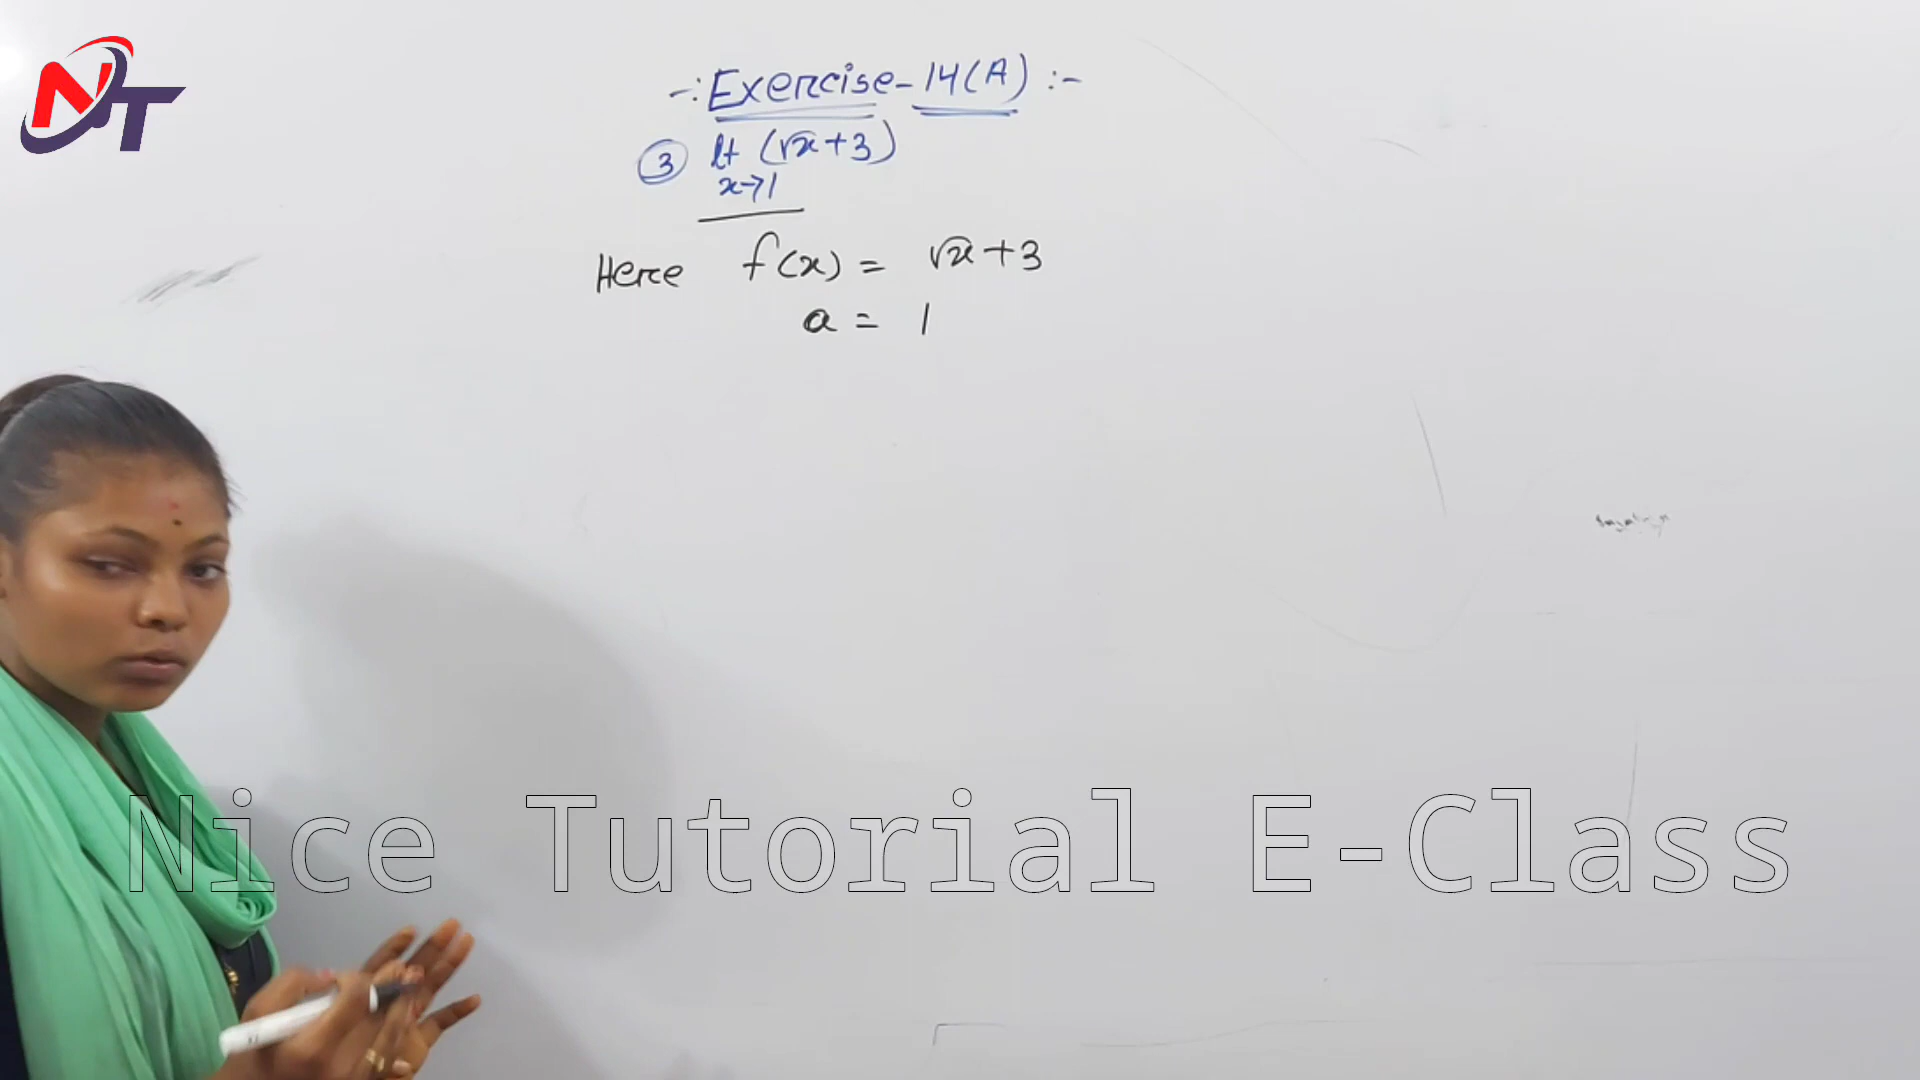 NT
-: Exercise-14(A) :-
③ lt (√x+3)
x→1
Here f(x) = √x+3
a = 1
Nice Tutorial E-Class